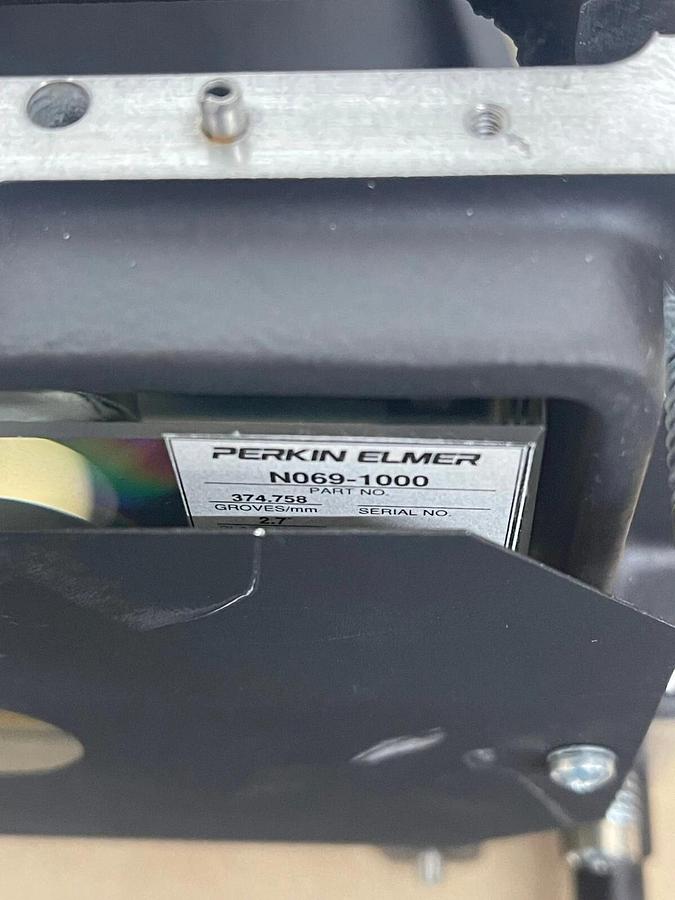 PERKIN ELMER
N069-1000
PART NO.
374.758
GROVES/mm SERIAL NO.
2.7